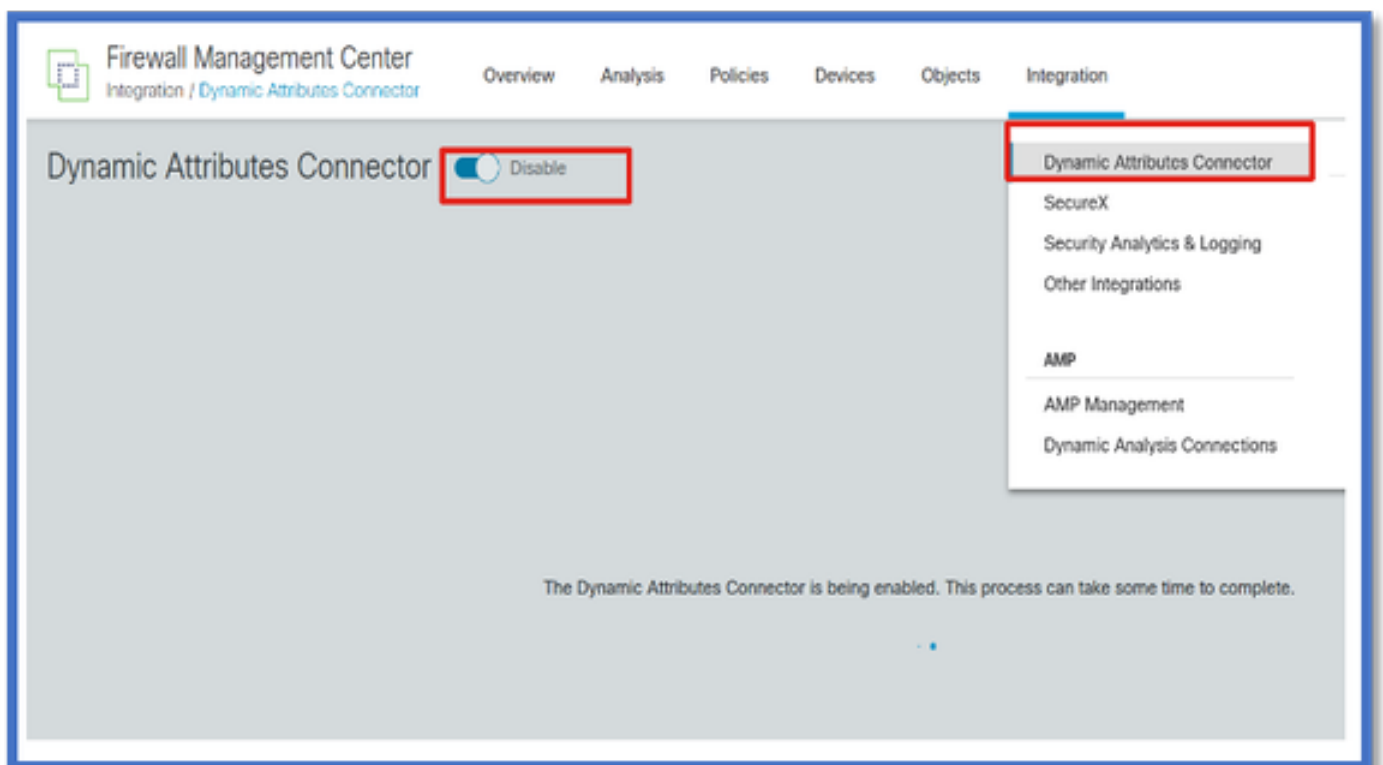 Firewall Management Center
Integration / Dynamic Attributes Connector
Overview Analysis Policies Devices Objects Integration
Dynamic Attributes Connector Disable
Dynamic Attributes Connector
SecureX
Security Analytics & Logging
Other Integrations
AMP
AMP Management
Dynamic Analysis Connections
The Dynamic Attributes Connector is being enabled. This process can take some time to complete.